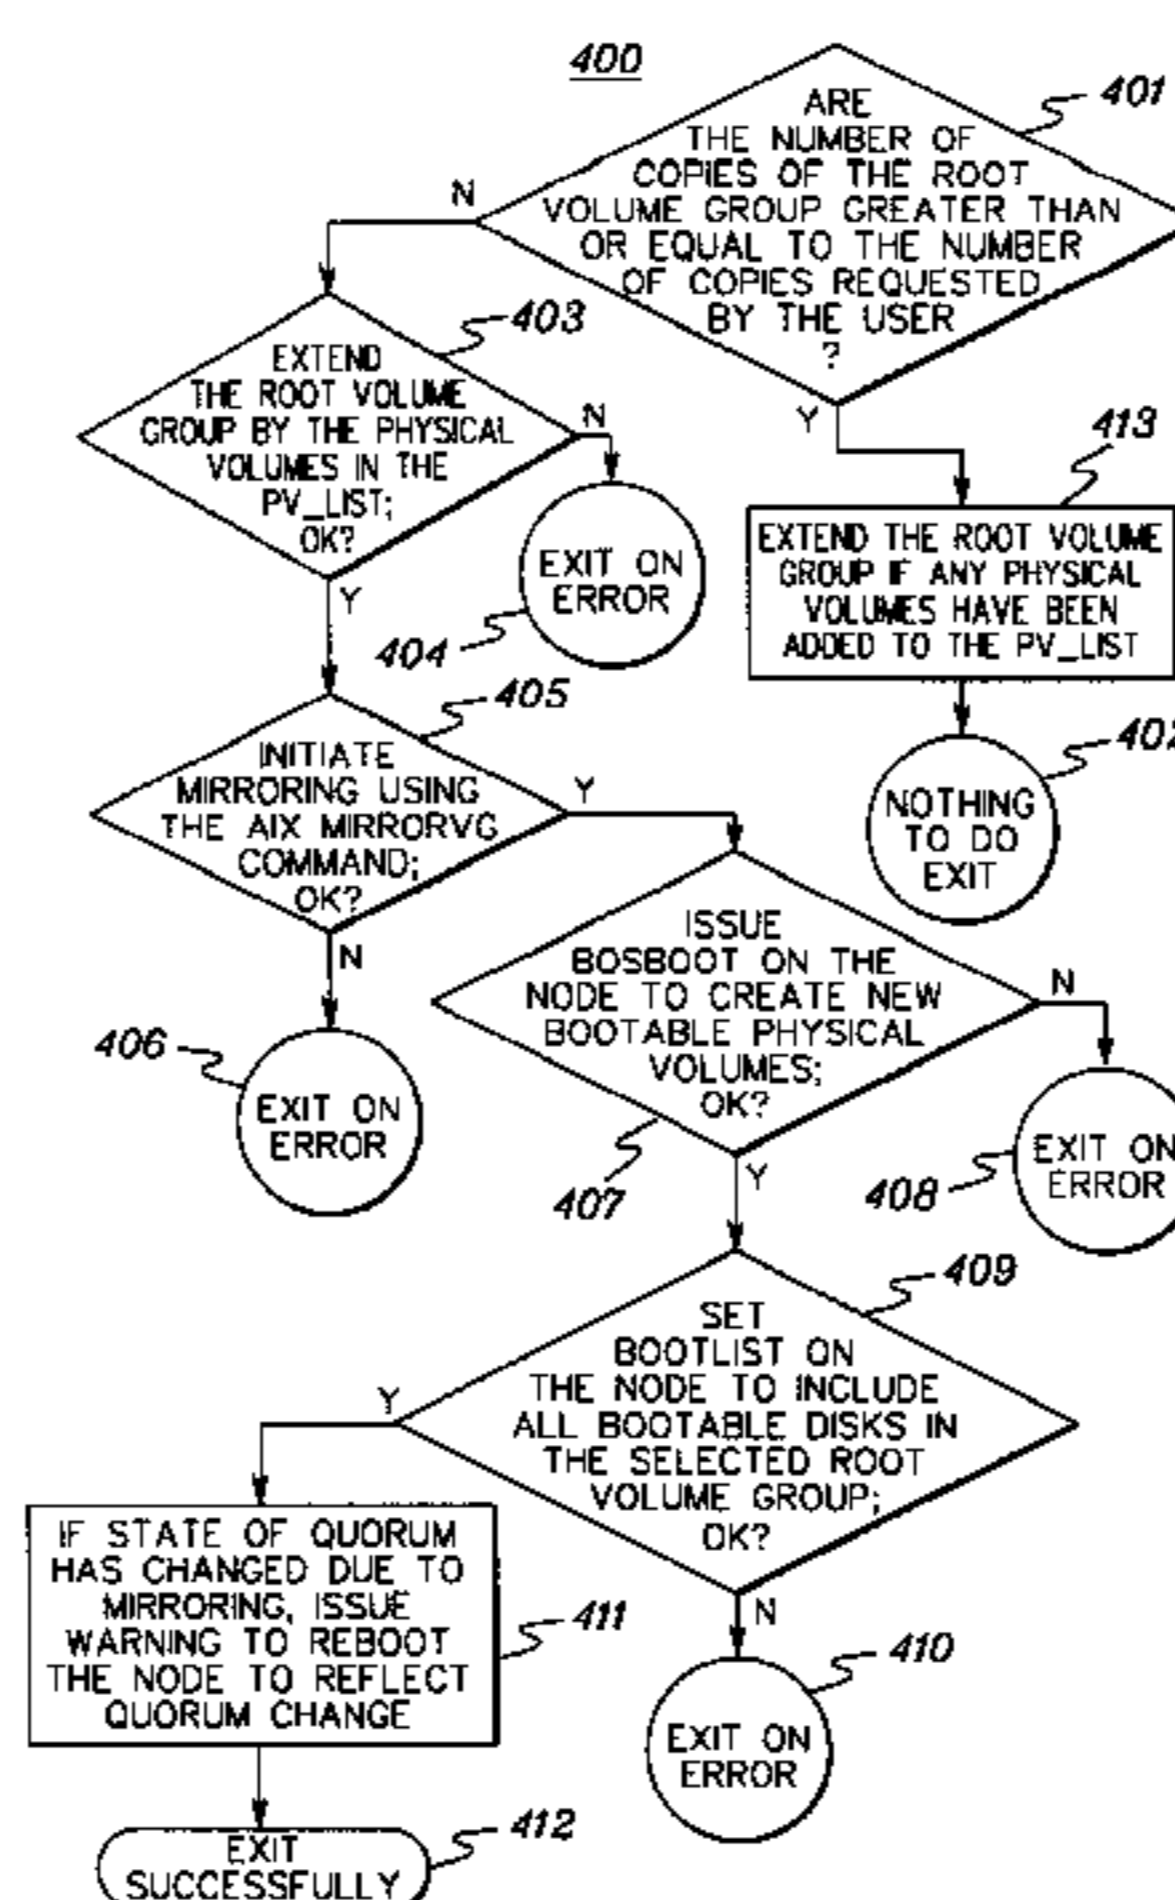 400
401
ARE
THE NUMBER OF
COPIES OF THE ROOT
VOLUME GROUP GREATER THAN
OR EQUAL TO THE NUMBER
OF COPIES REQUESTED
BY THE USER
?
N
Y
403
EXTEND
THE ROOT VOLUME
GROUP BY THE PHYSICAL
VOLUMES IN THE
PV_LIST;
OK?
N
Y
404
EXIT ON
ERROR
413
EXTEND THE ROOT VOLUME
GROUP IF ANY PHYSICAL
VOLUMES HAVE BEEN
ADDED TO THE PV_LIST
402
NOTHING
TO DO
EXIT
405
INITIATE
MIRRORING USING
THE AIX MIRRORVG
COMMAND;
OK?
Y
N
406
EXIT ON
ERROR
407
ISSUE
BOSBOOT ON THE
NODE TO CREATE NEW
BOOTABLE PHYSICAL
VOLUMES;
OK?
N
Y
408
EXIT ON
ERROR
409
SET
BOOTLIST ON
THE NODE TO INCLUDE
ALL BOOTABLE DISKS IN
THE SELECTED ROOT
VOLUME GROUP;
OK?
Y
N
410
EXIT ON
ERROR
411
IF STATE OF QUORUM
HAS CHANGED DUE TO
MIRRORING, ISSUE
WARNING TO REBOOT
THE NODE TO REFLECT
QUORUM CHANGE
412
EXIT
SUCCESSFULLY